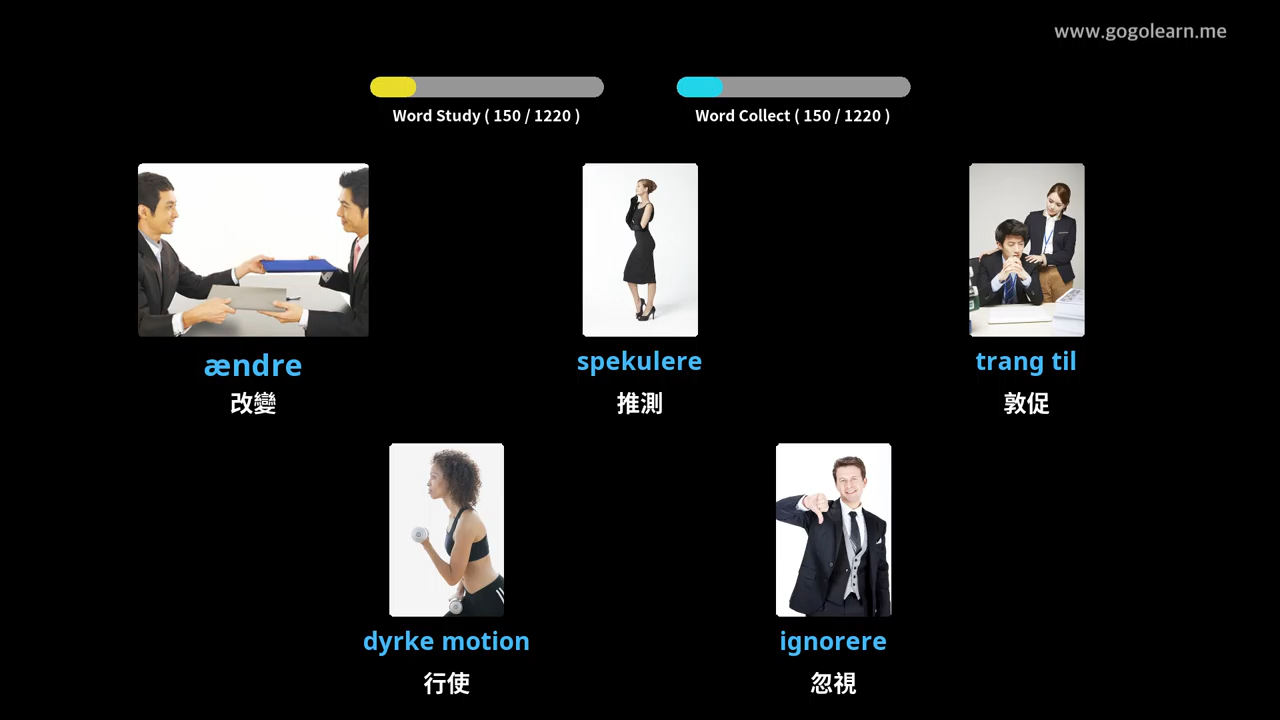 www.gogolearn.me
Word Study ( 150 / 1220 )
Word Collect ( 150 / 1220 )
ændre
改變
spekulere
推測
trang til
敦促
dyrke motion
行使
ignorere
忽視